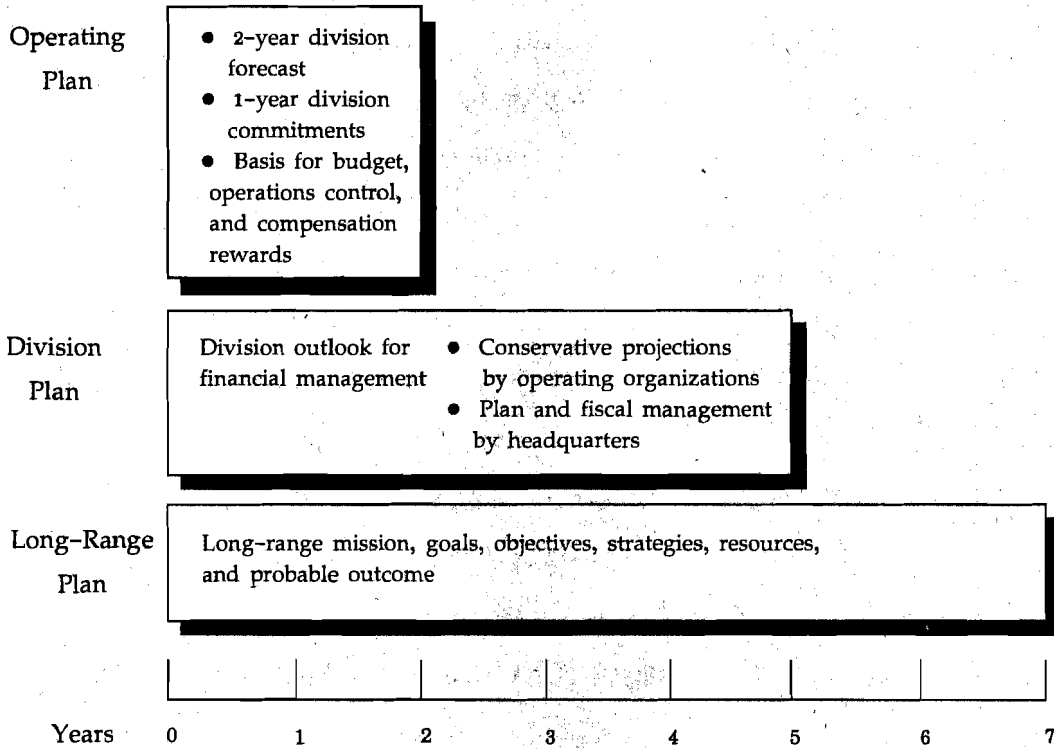 Operating
Plan
• 2-year division
forecast
• 1-year division
commitments
• Basis for budget,
operations control,
and compensation
rewards
Division
Plan
Division outlook for
financial management
• Conservative projections
by operating organizations
• Plan and fiscal management
by headquarters
Long-Range
Plan
Long-range mission, goals, objectives, strategies, resources,
and probable outcome
Years 0 1 2 3 4 5 6 7